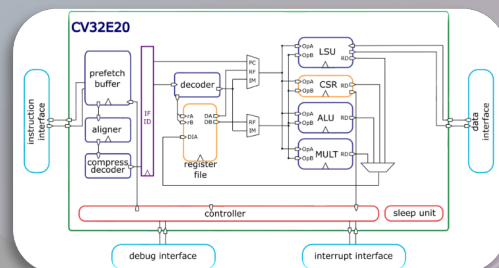 CV32E20
instruction
interface
prefetch
buffer
aligner
compress
decoder
IF
ID
decoder
rA
rB
DA
DB
DIA
register
file
PC
RF
IM
RF
IM
OpA
OpB
LSU
RD
OpA
OpB
CSR
RD
OpA
OpB
ALU
RD
OpA
OpB
MULT
RD
data
interface
controller
sleep unit
debug interface
interrupt interface